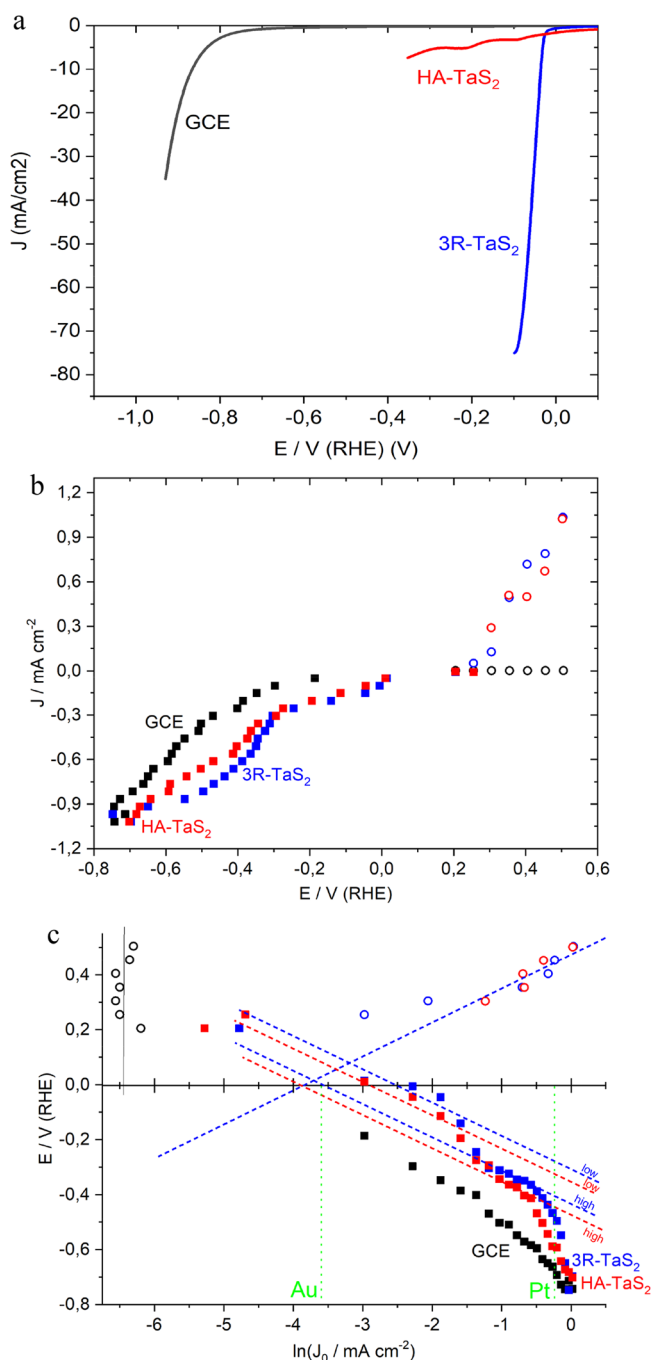 a
0
-10
-20
-30
-40
-50
-60
-70
-80
J (mA/cm2)
HA-TaS₂
GCE
3R-TaS₂
-1,0 -0,8 -0,6 -0,4 -0,2 0,0
E / V (RHE) (V)
b
1,2
0,9
0,6
0,3
0,0
-0,3
-0,6
-0,9
-1,2
J / mA cm⁻²
GCE
3R-TaS₂
HA-TaS₂
-0,8 -0,6 -0,4 -0,2 0,0 0,2 0,4 0,6
E / V (RHE)
c
0,4
0,2
0,0
-0,2
-0,4
-0,6
-0,8
E / V (RHE)
low
low
high
high
GCE
3R-TaS₂
HA-TaS₂
Au
Pt
-6 -5 -4 -3 -2 -1 0
ln(J₀ / mA cm⁻²)